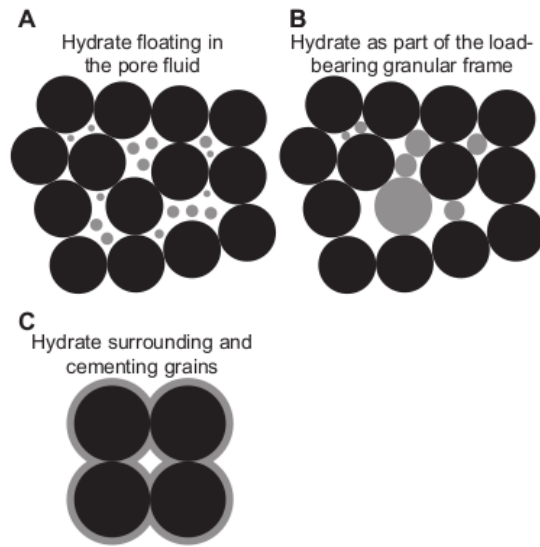 A
Hydrate floating in
the pore fluid
B
Hydrate as part of the load-
bearing granular frame
C
Hydrate surrounding and
cementing grains